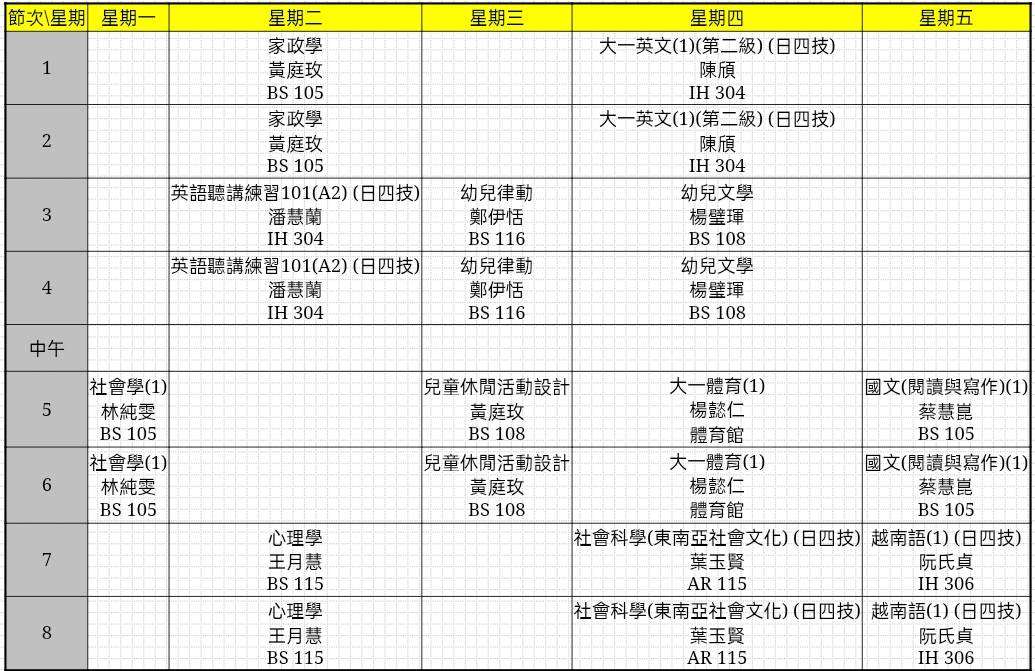 節次\星期 星期一 星期二 星期三 星期四 星期五
1
家政學
黃庭玫
BS 105
大一英文(1)(第二級) (日四技)
陳頎
IH 304
2
家政學
黃庭玫
BS 105
大一英文(1)(第二級) (日四技)
陳頎
IH 304
3
英語聽講練習101(A2) (日四技)
潘慧蘭
IH 304
幼兒律動
鄭伊恬
BS 116
幼兒文學
楊璧琿
BS 108
4
英語聽講練習101(A2) (日四技)
潘慧蘭
IH 304
幼兒律動
鄭伊恬
BS 116
幼兒文學
楊璧琿
BS 108
中午
5
社會學(1)
林純雯
BS 105
兒童休閒活動設計
黃庭玫
BS 108
大一體育(1)
楊懿仁
體育館
國文(閱讀與寫作)(1)
蔡慧崑
BS 105
6
社會學(1)
林純雯
BS 105
兒童休閒活動設計
黃庭玫
BS 108
大一體育(1)
楊懿仁
體育館
國文(閱讀與寫作)(1)
蔡慧崑
BS 105
7
心理學
王月慧
BS 115
社會科學(東南亞社會文化) (日四技)
葉玉賢
AR 115
越南語(1) (日四技)
阮氏貞
IH 306
8
心理學
王月慧
BS 115
社會科學(東南亞社會文化) (日四技)
葉玉賢
AR 115
越南語(1) (日四技)
阮氏貞
IH 306